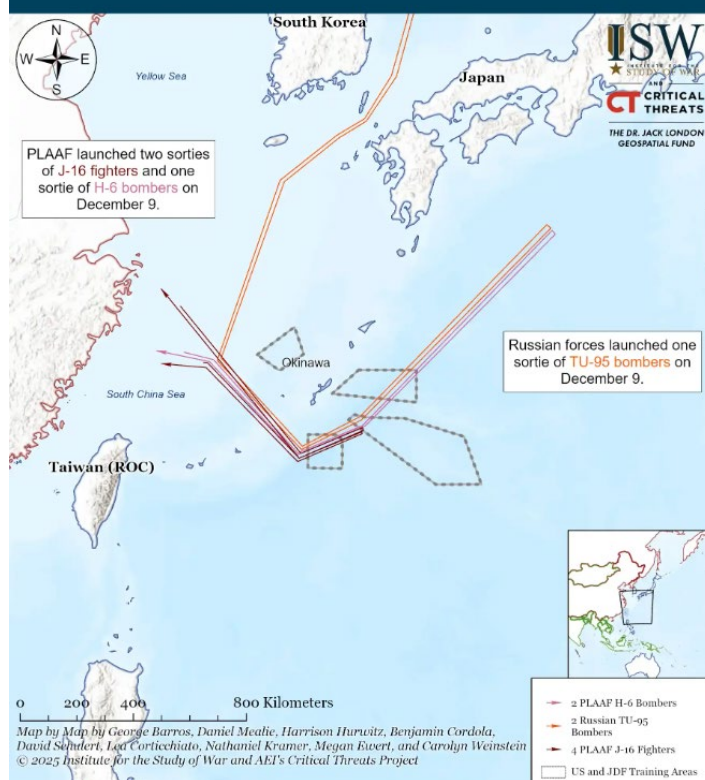 N
W
E
S
South Korea
Yellow Sea
Japan
ISW
INSTITUTE FOR THE
STUDY OF WAR
AND
CT CRITICAL
THREATS
THE DR. JACK LONDON
GEOSPATIAL FUND
PLAAF launched two sorties
of J-16 fighters and one
sortie of H-6 bombers on
December 9.
Okinawa
Russian forces launched one
sortie of TU-95 bombers on
December 9.
South China Sea
Taiwan (ROC)
0 200 400 800 Kilometers
Map by Map by George Barros, Daniel Mealie, Harrison Hurwitz, Benjamin Cordola,
David Schulert, Lea Corticchiato, Nathaniel Kramer, Megan Ewert, and Carolyn Weinstein
© 2025 Institute for the Study of War and AEI's Critical Threats Project
2 PLAAF H-6 Bombers
2 Russian TU-95
Bombers
4 PLAAF J-16 Fighters
US and JDF Training Areas